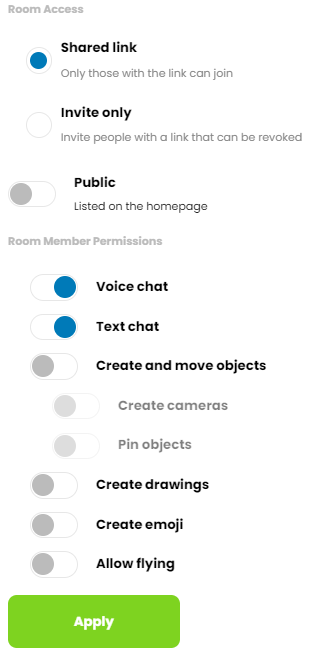 Room Access
Shared link
Only those with the link can join
Invite only
Invite people with a link that can be revoked
Public
Listed on the homepage
Room Member Permissions
Voice chat
Text chat
Create and move objects
Create cameras
Pin objects
Create drawings
Create emoji
Allow flying
Apply